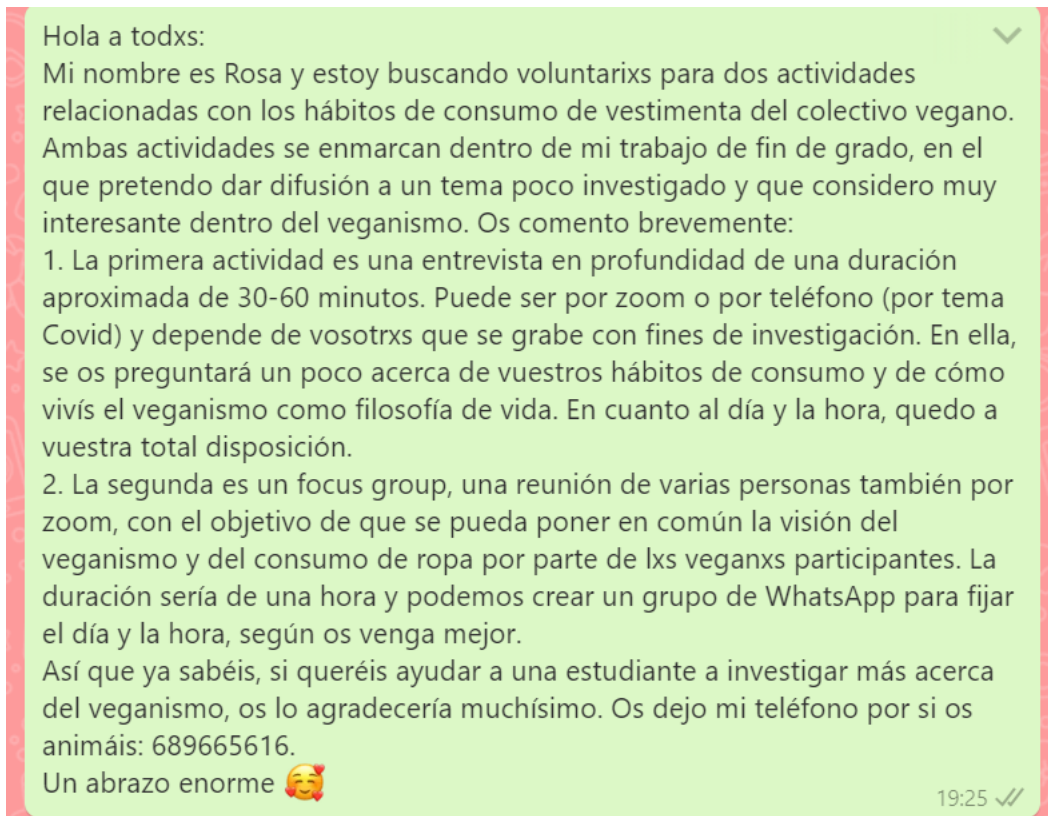 Hola a todxs:
Mi nombre es Rosa y estoy buscando voluntarixs para dos actividades
relacionadas con los hábitos de consumo de vestimenta del colectivo vegano.
Ambas actividades se enmarcan dentro de mi trabajo de fin de grado, en el
que pretendo dar difusión a un tema poco investigado y que considero muy
interesante dentro del veganismo. Os comento brevemente:
1. La primera actividad es una entrevista en profundidad de una duración
aproximada de 30-60 minutos. Puede ser por zoom o por teléfono (por tema
Covid) y depende de vosotrxs que se grabe con fines de investigación. En ella,
se os preguntará un poco acerca de vuestros hábitos de consumo y de cómo
vivís el veganismo como filosofía de vida. En cuanto al día y la hora, quedo a
vuestra total disposición.
2. La segunda es un focus group, una reunión de varias personas también por
zoom, con el objetivo de que se pueda poner en común la visión del
veganismo y del consumo de ropa por parte de lxs veganxs participantes. La
duración sería de una hora y podemos crear un grupo de WhatsApp para fijar
el día y la hora, según os venga mejor.
Así que ya sabéis, si queréis ayudar a una estudiante a investigar más acerca
del veganismo, os lo agradecería muchísimo. Os dejo mi teléfono por si os
animáis: 689665616.
Un abrazo enorme 🥰
19:25